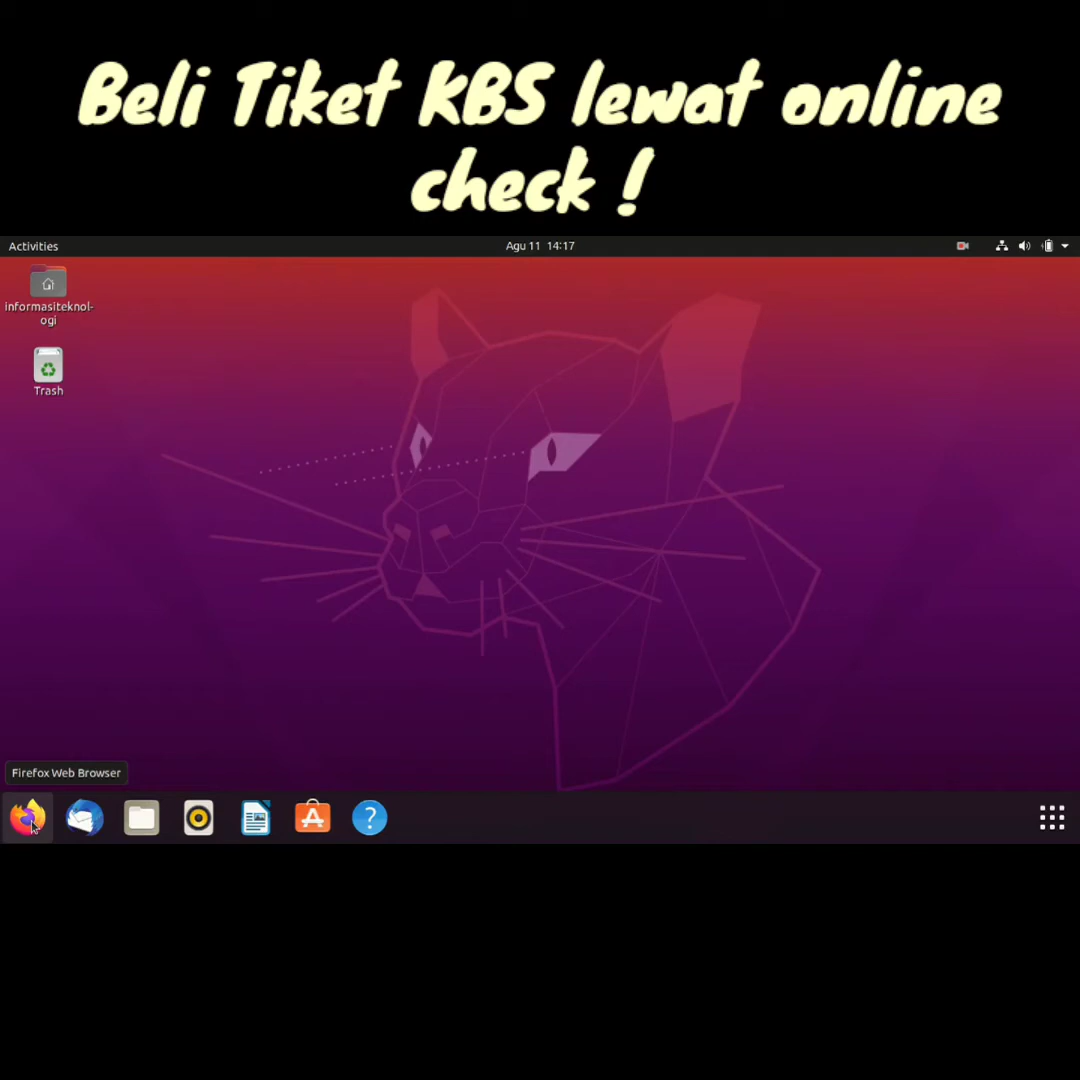 Beli Tiket KBS lewat online
check !
Activities
Agu 11 14:17
informasiteknol-
ogi
Trash
Firefox Web Browser